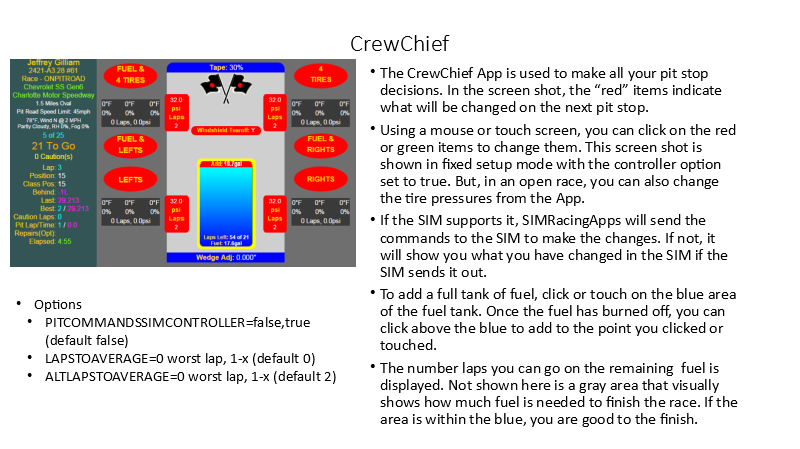 CrewChief
Jeffrey Gilliam
2421-A3.28 #61
Race - ONPITROAD
Chevrolet SS Gen6
Charlotte Motor Speedway
1.5 Miles Oval
Pit Road Speed Limit: 45mph
78°F, Wind N @ 2 MPH
Partly Cloudy, RH 0%, Fog 0%
5 of 25
21 To Go
0 Caution(s)
Lap: 3
Position: 15
Class Pos: 15
Behind: -1L
Last: 29.213
Best: 2 / 29.213
Caution Laps: 0
Pit Lap/Time: 1 / 0.0
Repairs(Opt):
Elapsed: 4:55
FUEL &
4 TIRES
0°F 0°F 0°F
0% 0% 0%
0 Laps, 0.0psi
FUEL &
LEFTS
LEFTS
0°F 0°F 0°F
0% 0% 0%
0 Laps, 0.0psi
Tape: 30%
32.0
psi
Laps
2
32.0
psi
Laps
2
Windshield Tearoff: Y
Add: 18.7gal
32.0
psi
Laps
2
32.0
psi
Laps
2
Laps Left: 54 of 21
Fuel: 17.6gal
Wedge Adj: 0.000"
4
TIRES
0°F 0°F 0°F
0% 0% 0%
0 Laps, 0.0psi
FUEL &
RIGHTS
RIGHTS
0°F 0°F 0°F
0% 0% 0%
0 Laps, 0.0psi
• Options
• PITCOMMANDSSIMCONTROLLER=false,true
(default false)
• LAPSTOAVERAGE=0 worst lap, 1-x (default 0)
• ALTLAPSTOAVERAGE=0 worst lap, 1-x (default 2)
• The CrewChief App is used to make all your pit stop
decisions. In the screen shot, the “red” items indicate
what will be changed on the next pit stop.
• Using a mouse or touch screen, you can click on the red
or green items to change them. This screen shot is
shown in fixed setup mode with the controller option
set to true. But, in an open race, you can also change
the tire pressures from the App.
• If the SIM supports it, SIMRacingApps will send the
commands to the SIM to make the changes. If not, it
will show you what you have changed in the SIM if the
SIM sends it out.
• To add a full tank of fuel, click or touch on the blue area
of the fuel tank. Once the fuel has burned off, you can
click above the blue to add to the point you clicked or
touched.
• The number laps you can go on the remaining fuel is
displayed. Not shown here is a gray area that visually
shows how much fuel is needed to finish the race. If the
area is within the blue, you are good to the finish.